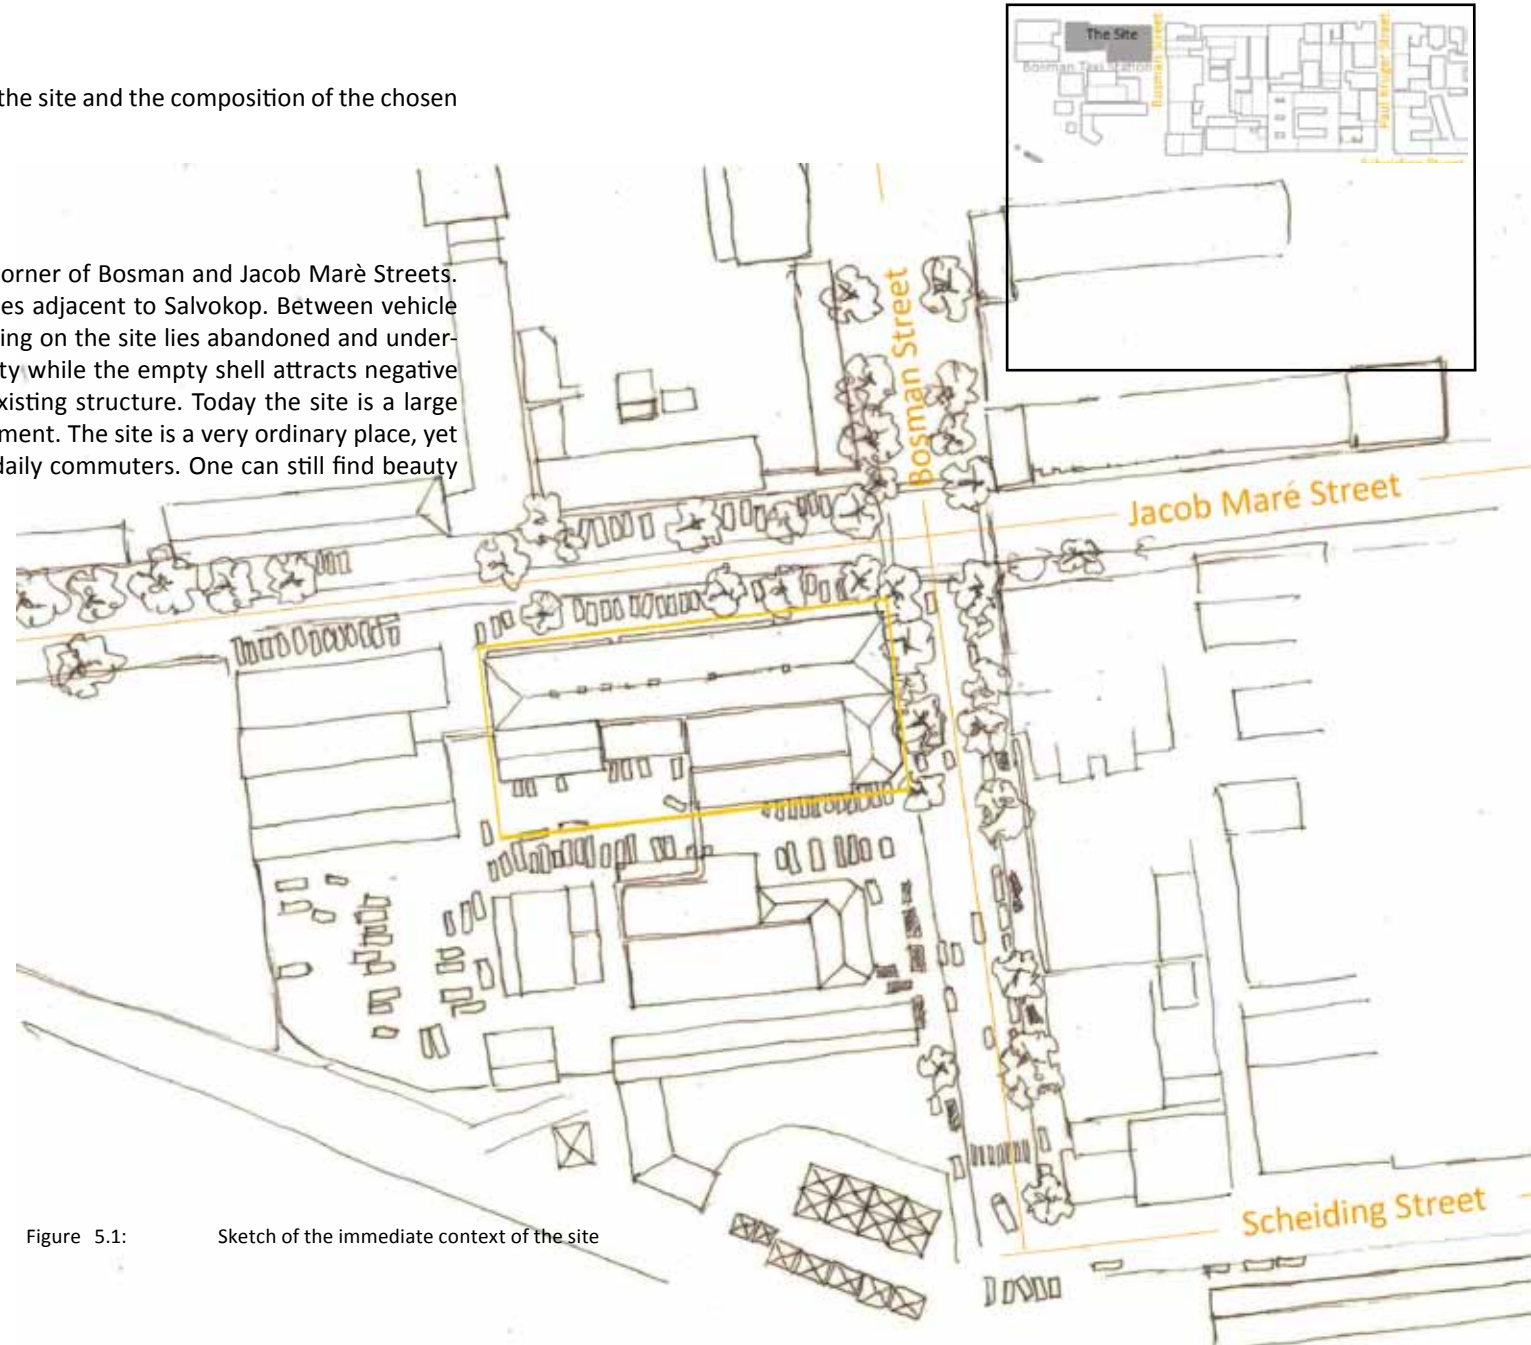 the site and the composition of the chosen
orner of Bosman and Jacob Marè Streets.
es adjacent to Salvokop. Between vehicle
ing on the site lies abandoned and under-
ty while the empty shell attracts negative
xisting structure. Today the site is a large
ment. The site is a very ordinary place, yet
daily commuters. One can still find beauty
The Site
Bosman Taxi Station
Bosman Street
Paul Kruger Street
Scheiding Street
Bosman Street
Jacob Maré Street
Scheiding Street
Figure 5.1: Sketch of the immediate context of the site